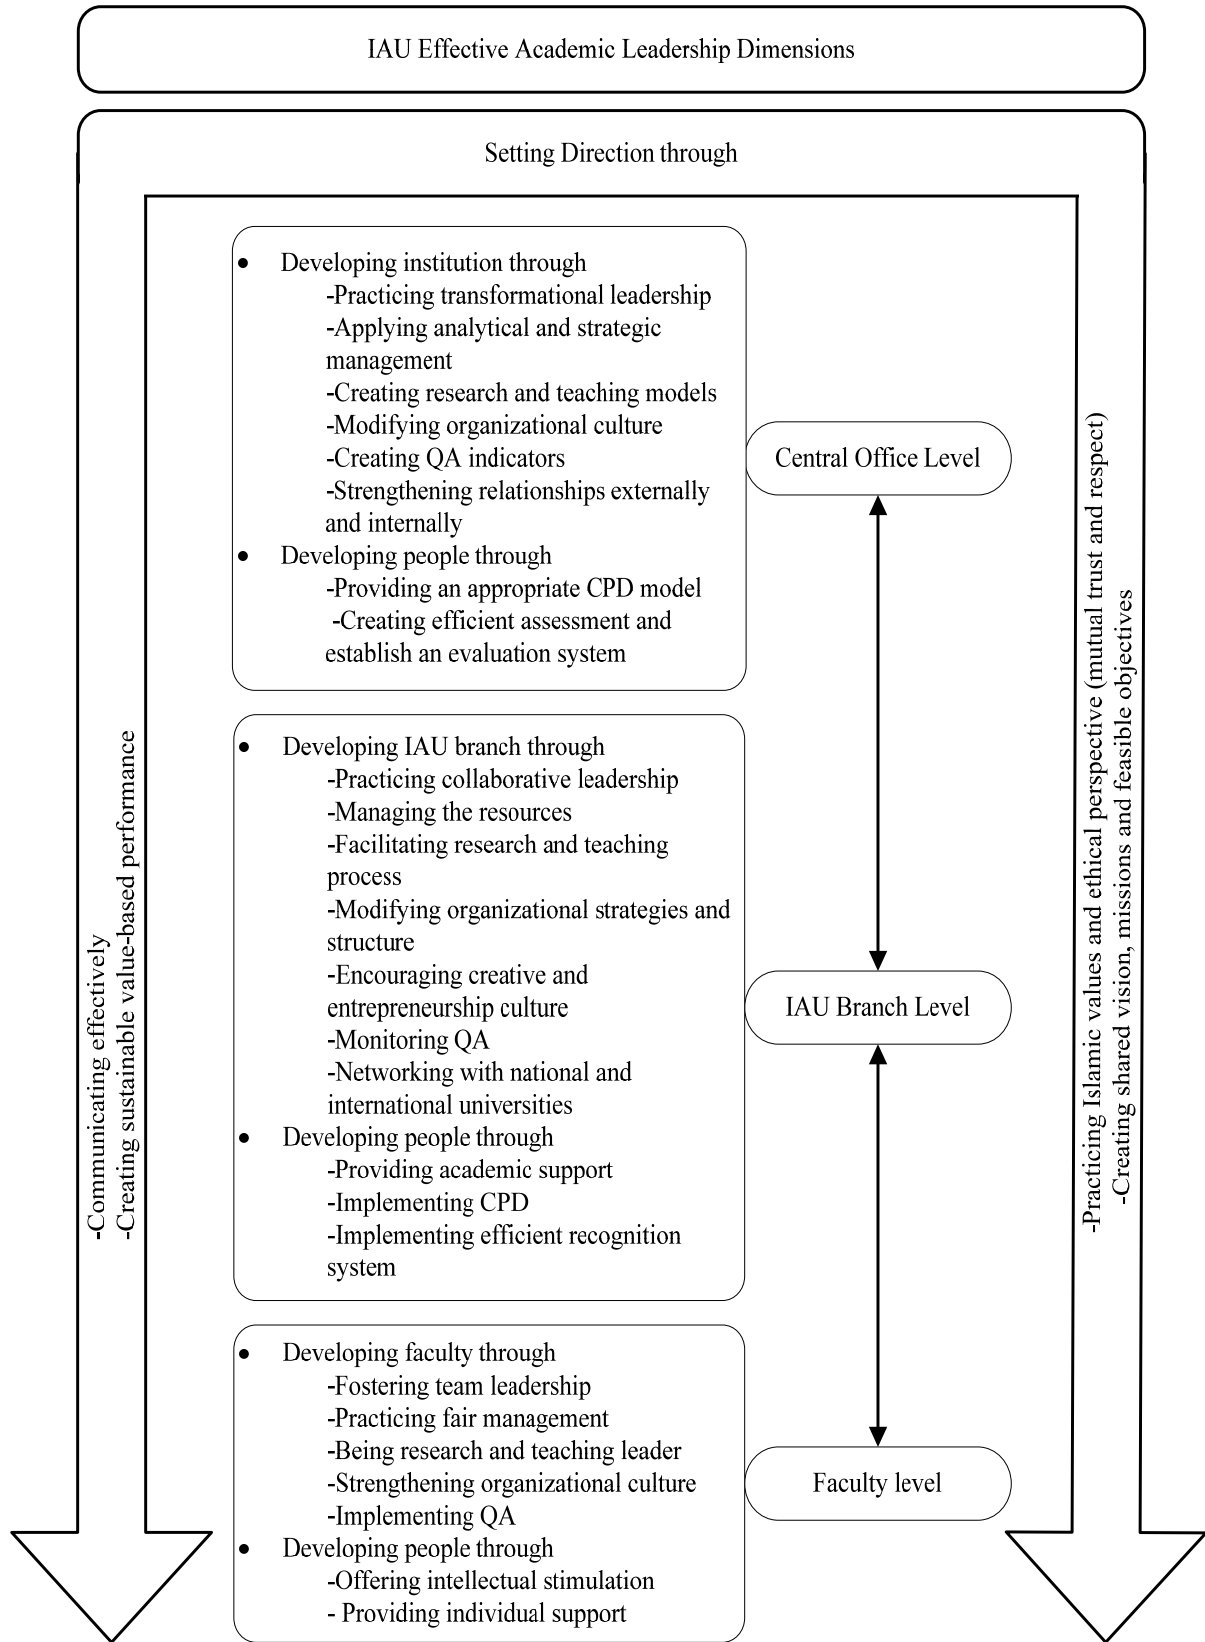 IAU Effective Academic Leadership Dimensions
Setting Direction through
• Developing institution through
-Practicing transformational leadership
-Applying analytical and strategic
management
-Creating research and teaching models
-Modifying organizational culture
-Creating QA indicators
-Strengthening relationships externally
and internally
• Developing people through
-Providing an appropriate CPD model
-Creating efficient assessment and
establish an evaluation system
Central Office Level
• Developing IAU branch through
-Practicing collaborative leadership
-Managing the resources
-Facilitating research and teaching
process
-Modifying organizational strategies and
structure
-Encouraging creative and
entrepreneurship culture
-Monitoring QA
-Networking with national and
international universities
• Developing people through
-Providing academic support
-Implementing CPD
-Implementing efficient recognition
system
IAU Branch Level
• Developing faculty through
-Fostering team leadership
-Practicing fair management
-Being research and teaching leader
-Strengthening organizational culture
-Implementing QA
• Developing people through
-Offering intellectual stimulation
- Providing individual support
Faculty level
-Communicating effectively
-Creating sustainable value-based performance
-Practicing Islamic values and ethical perspective (mutual trust and respect)
-Creating shared vision, missions and feasible objectives